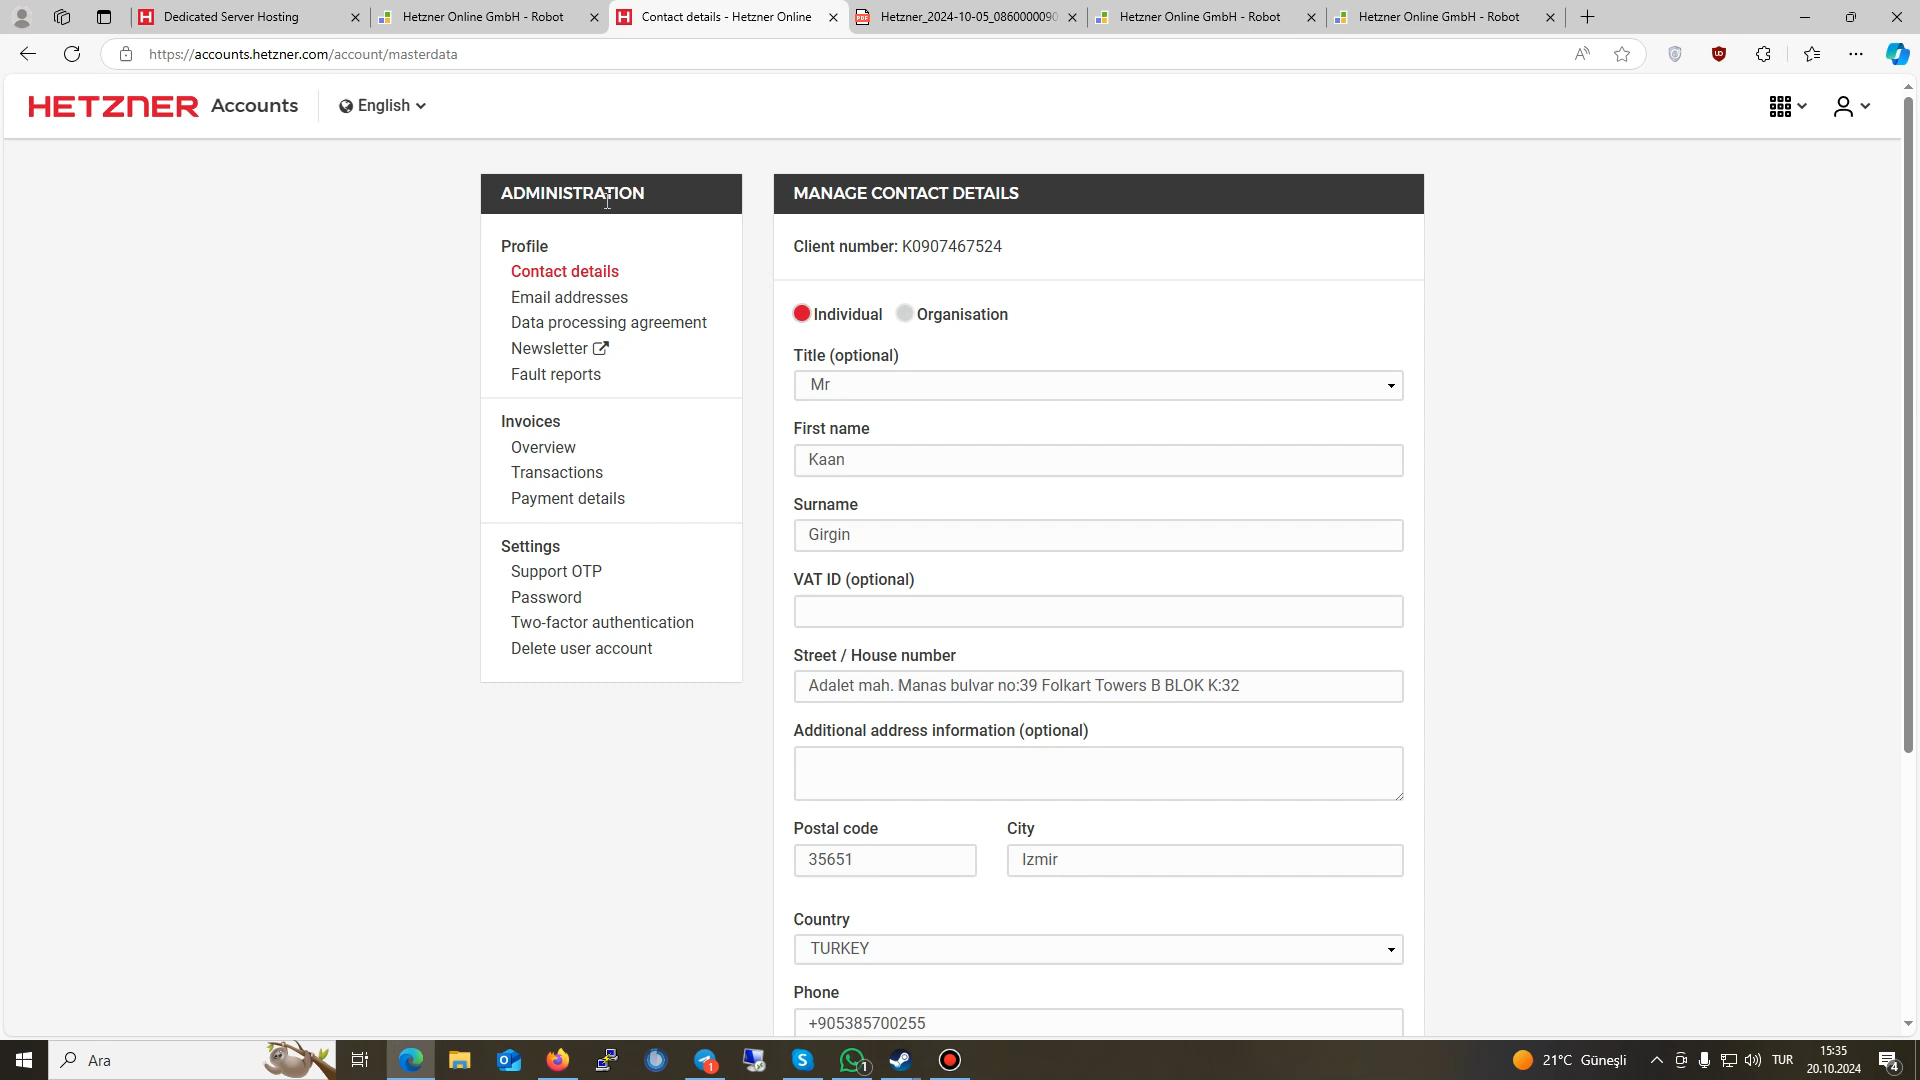 Dedicated Server Hosting
Hetzner Online GmbH - Robot
Contact details - Hetzner Online
Hetzner_2024-10-05_0860000090
Hetzner Online GmbH - Robot
Hetzner Online GmbH - Robot
https://accounts.hetzner.com/account/masterdata
HETZNER Accounts
English
ADMINISTRATION
Profile
Contact details
Email addresses
Data processing agreement
Newsletter
Fault reports
Invoices
Overview
Transactions
Payment details
Settings
Support OTP
Password
Two-factor authentication
Delete user account
MANAGE CONTACT DETAILS
Client number: K0907467524
Individual Organisation
Title (optional)
Mr
First name
Kaan
Surname
Girgin
VAT ID (optional)
Street / House number
Adalet mah. Manas bulvar no:39 Folkart Towers B BLOK K:32
Additional address information (optional)
Postal code City
35651 Izmir
Country
TURKEY
Phone
+905385700255
Ara
21°C Güneşli
TUR
15:35
20.10.2024